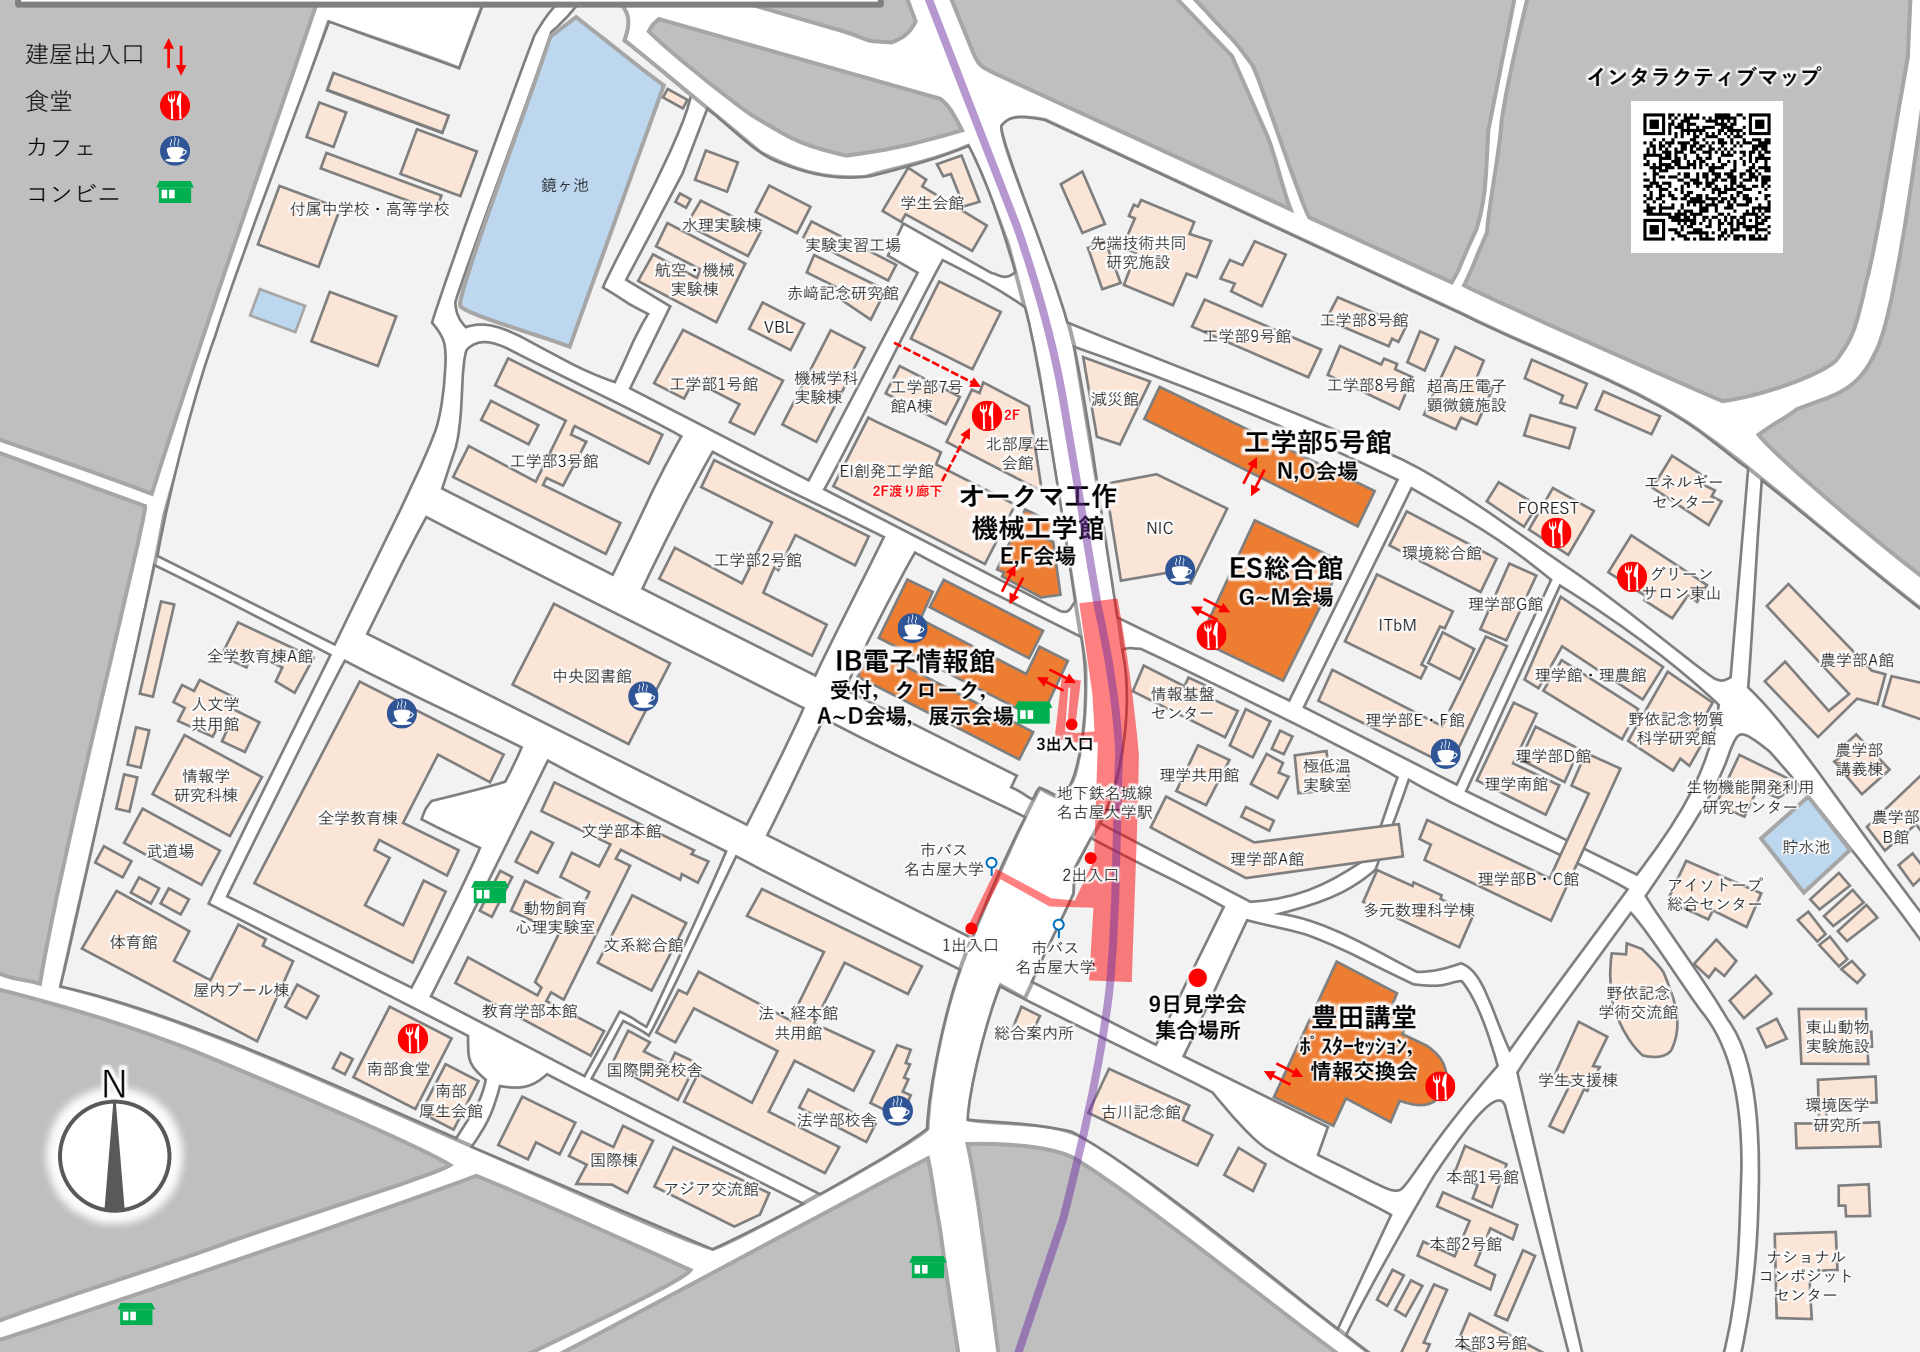 建屋出入口
食堂
カフェ
コンビニ
インタラクティブマップ
鏡ヶ池
付属中学校・高等学校
学生会館
水理実験棟
実験実習工場
航空・機械
実験棟
赤﨑記念研究館
VBL
先端技術共同
研究施設
工学部9号館
工学部8号館
工学部8号館
超高圧電子
顕微鏡施設
工学部1号館
機械学科
実験棟
工学部7号
館A棟
2F
北部厚生
会館
減災館
工学部3号館
EI創発工学館
2F渡り廊下
工学部5号館
N,O会場
オークマ工作
機械工学館
E,F会場
NIC
ES総合館
G~M会場
FOREST
エネルギー
センター
環境総合館
グリーン
サロン東山
理学部G館
ITbM
工学部2号館
全学教育棟A館
中央図書館
IB電子情報館
受付，クローク，
A~D会場，展示会場
3出入口
情報基盤
センター
理学部E・F館
理学館・理農館
野依記念物質
科学研究館
農学部A館
農学部
講義棟
農学部
B館
人文学
共用館
情報学
研究科棟
武道場
全学教育棟
文学部本館
理学共用館
極低温
実験室
理学部D館
理学南館
生物機能開発利用
研究センター
貯水池
地下鉄名城線
名古屋大学駅
市バス
名古屋大学
2出入口
理学部A館
理学部B・C館
アイソトープ
総合センター
多元数理科学棟
動物飼育
心理実験室
文系総合館
体育館
屋内プール棟
教育学部本館
1出入口
市バス
名古屋大学
法・経本館
共用館
総合案内所
9日見学会
集合場所
豊田講堂
ﾎﾟｽﾀｰｾｯｼｮﾝ,
情報交換会
野依記念
学術交流館
東山動物
実験施設
学生支援棟
環境医学
研究所
N
南部食堂
南部
厚生会館
国際開発校舎
法学部校舎
古川記念館
国際棟
アジア交流館
本部1号館
本部2号館
本部3号館
ナショナル
コンポジット
センター